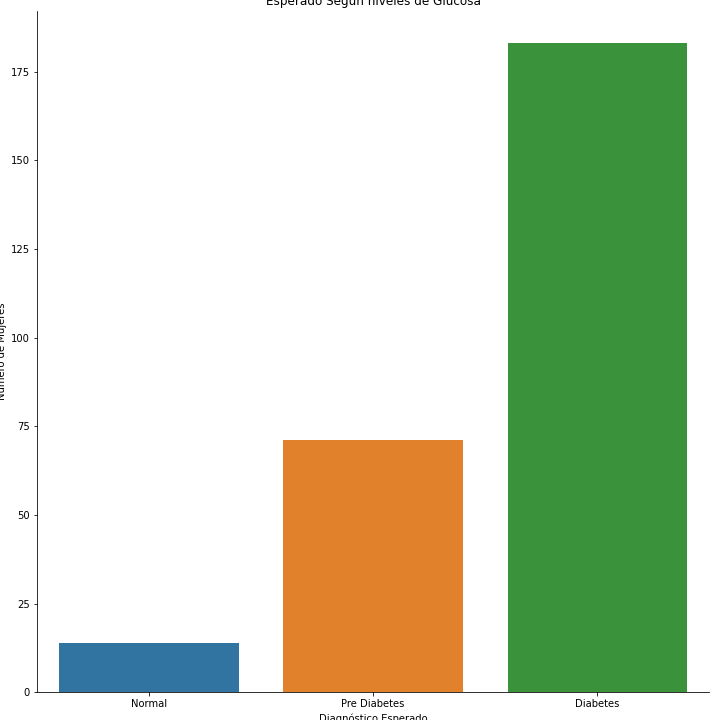 Esperado Según niveles de Glucosa
175
150
125
100
75
50
25
0
Número de Mujeres
Normal
Pre Diabetes
Diabetes
Diagnóstico Esperado